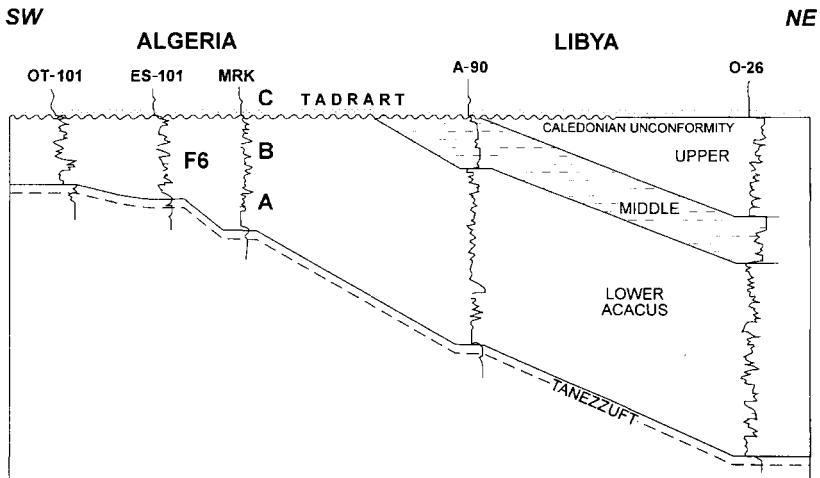 SW NE
ALGERIA LIBYA
OT-101 ES-101 MRK A-90 O-26
C TADRART
CALEDONIAN UNCONFORMITY
B UPPER
F6
A MIDDLE
LOWER
ACACUS
TANEZZUFT